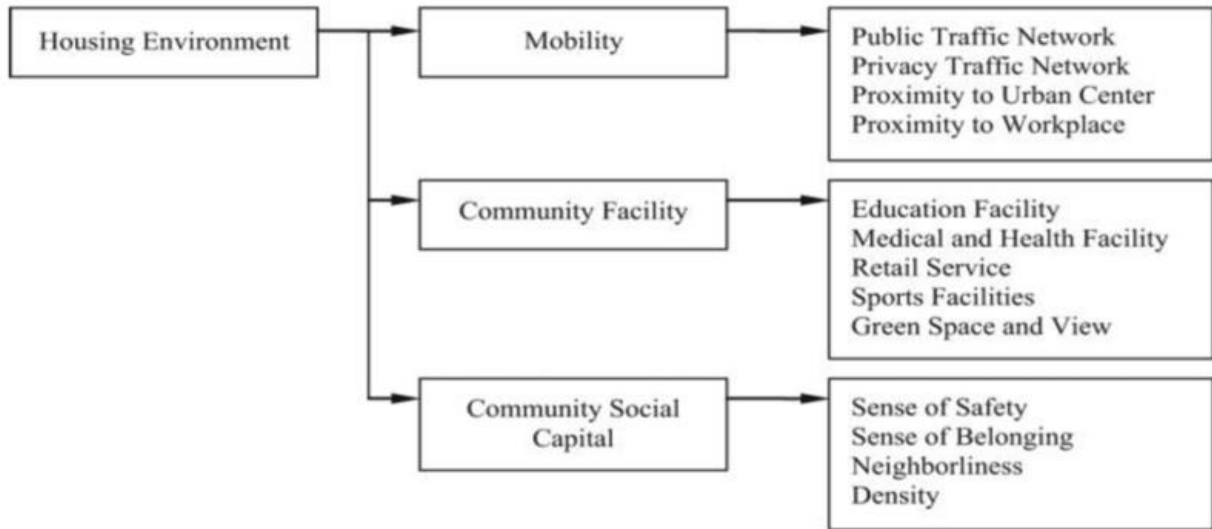 Housing Environment
Mobility
Public Traffic Network
Privacy Traffic Network
Proximity to Urban Center
Proximity to Workplace
Community Facility
Education Facility
Medical and Health Facility
Retail Service
Sports Facilities
Green Space and View
Community Social
Capital
Sense of Safety
Sense of Belonging
Neighborliness
Density